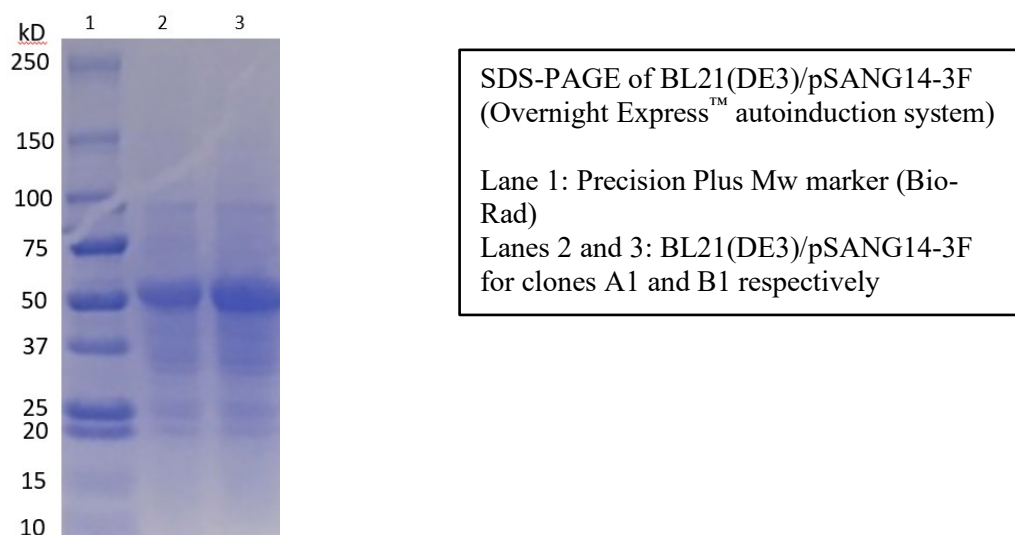 kD
1 2 3
250
150
100
75
50
37
25
20
15
10
SDS-PAGE of BL21(DE3)/pSANG14-3F
(Overnight Express™ autoinduction system)
Lane 1: Precision Plus Mw marker (Bio-
Rad)
Lanes 2 and 3: BL21(DE3)/pSANG14-3F
for clones A1 and B1 respectively